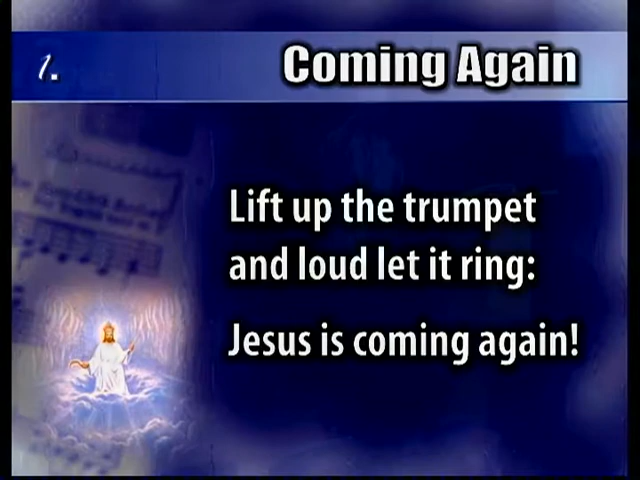 1.
Coming Again
Lift up the trumpet
and loud let it ring:
Jesus is coming again!